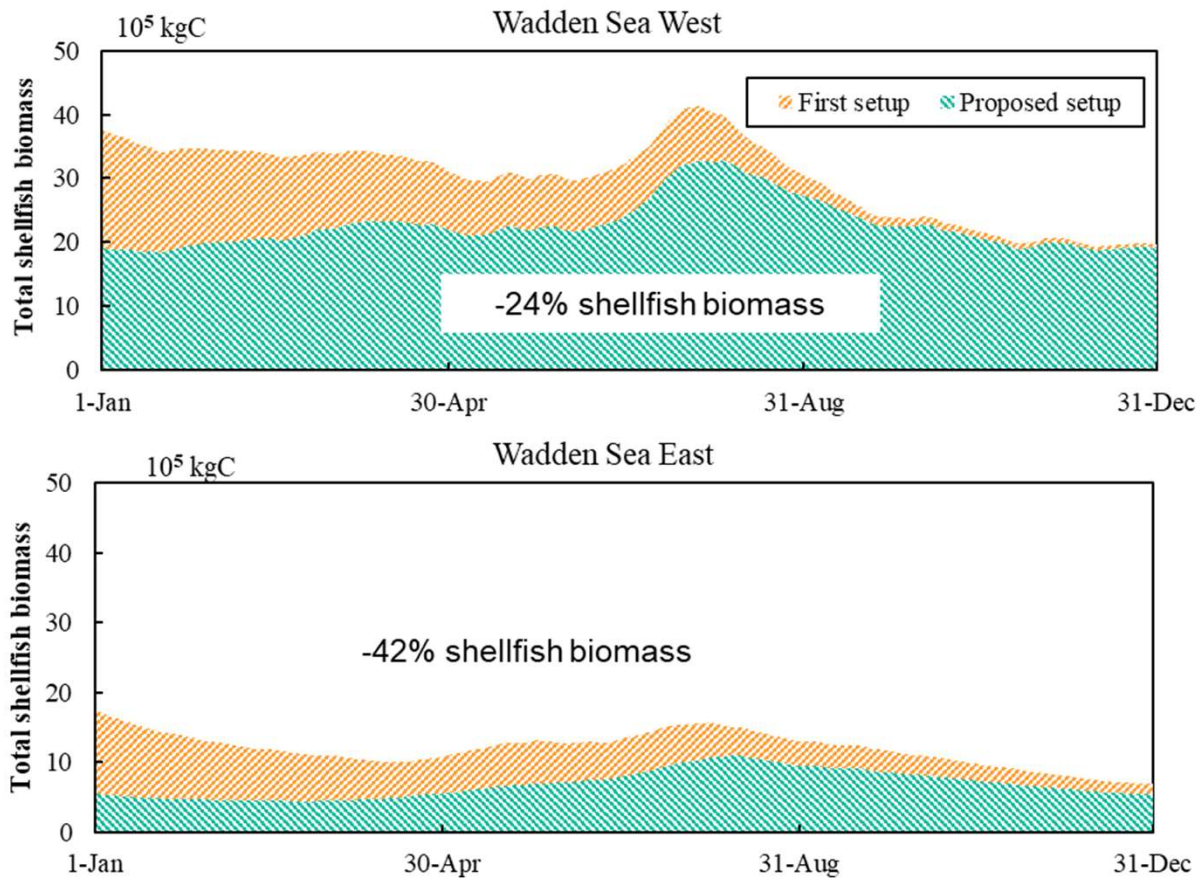 Wadden Sea West
10⁵ kgC
First setup
Proposed setup
Total shellfish biomass
50
40
30
20
10
0
-24% shellfish biomass
1-Jan 30-Apr 31-Aug 31-Dec
Wadden Sea East
10⁵ kgC
Total shellfish biomass
50
40
30
20
10
0
-42% shellfish biomass
1-Jan 30-Apr 31-Aug 31-Dec